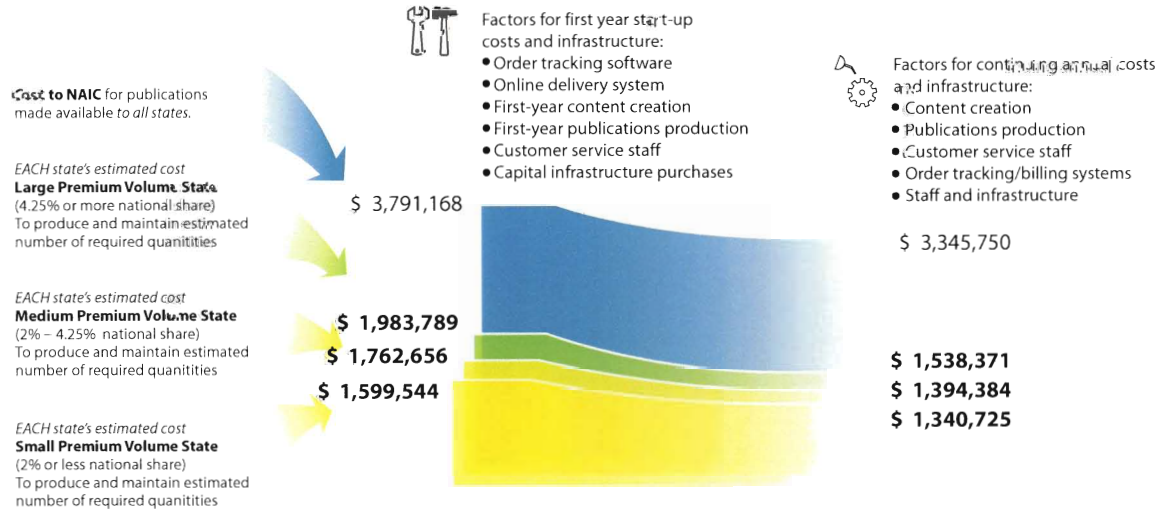 Cost to NAIC for publications
made available to all states.
EACH state's estimated cost
Large Premium Volume State
(4.25% or more national share)
To produce and maintain estimated
number of required quanitities
EACH state's estimated cost
Medium Premium Volume State
(2% – 4.25% national share)
To produce and maintain estimated
number of required quanitities
EACH state's estimated cost
Small Premium Volume State
(2% or less national share)
To produce and maintain estimated
number of required quanitities
$ 3,791,168
$ 1,983,789
$ 1,762,656
$ 1,599,544
Factors for first year start-up
costs and infrastructure:
• Order tracking software
• Online delivery system
• First-year content creation
• First-year publications production
• Customer service staff
• Capital infrastructure purchases
Factors for continuing annual costs
and infrastructure:
• Content creation
• Publications production
• Customer service staff
• Order tracking/billing systems
• Staff and infrastructure
$ 3,345,750
$ 1,538,371
$ 1,394,384
$ 1,340,725